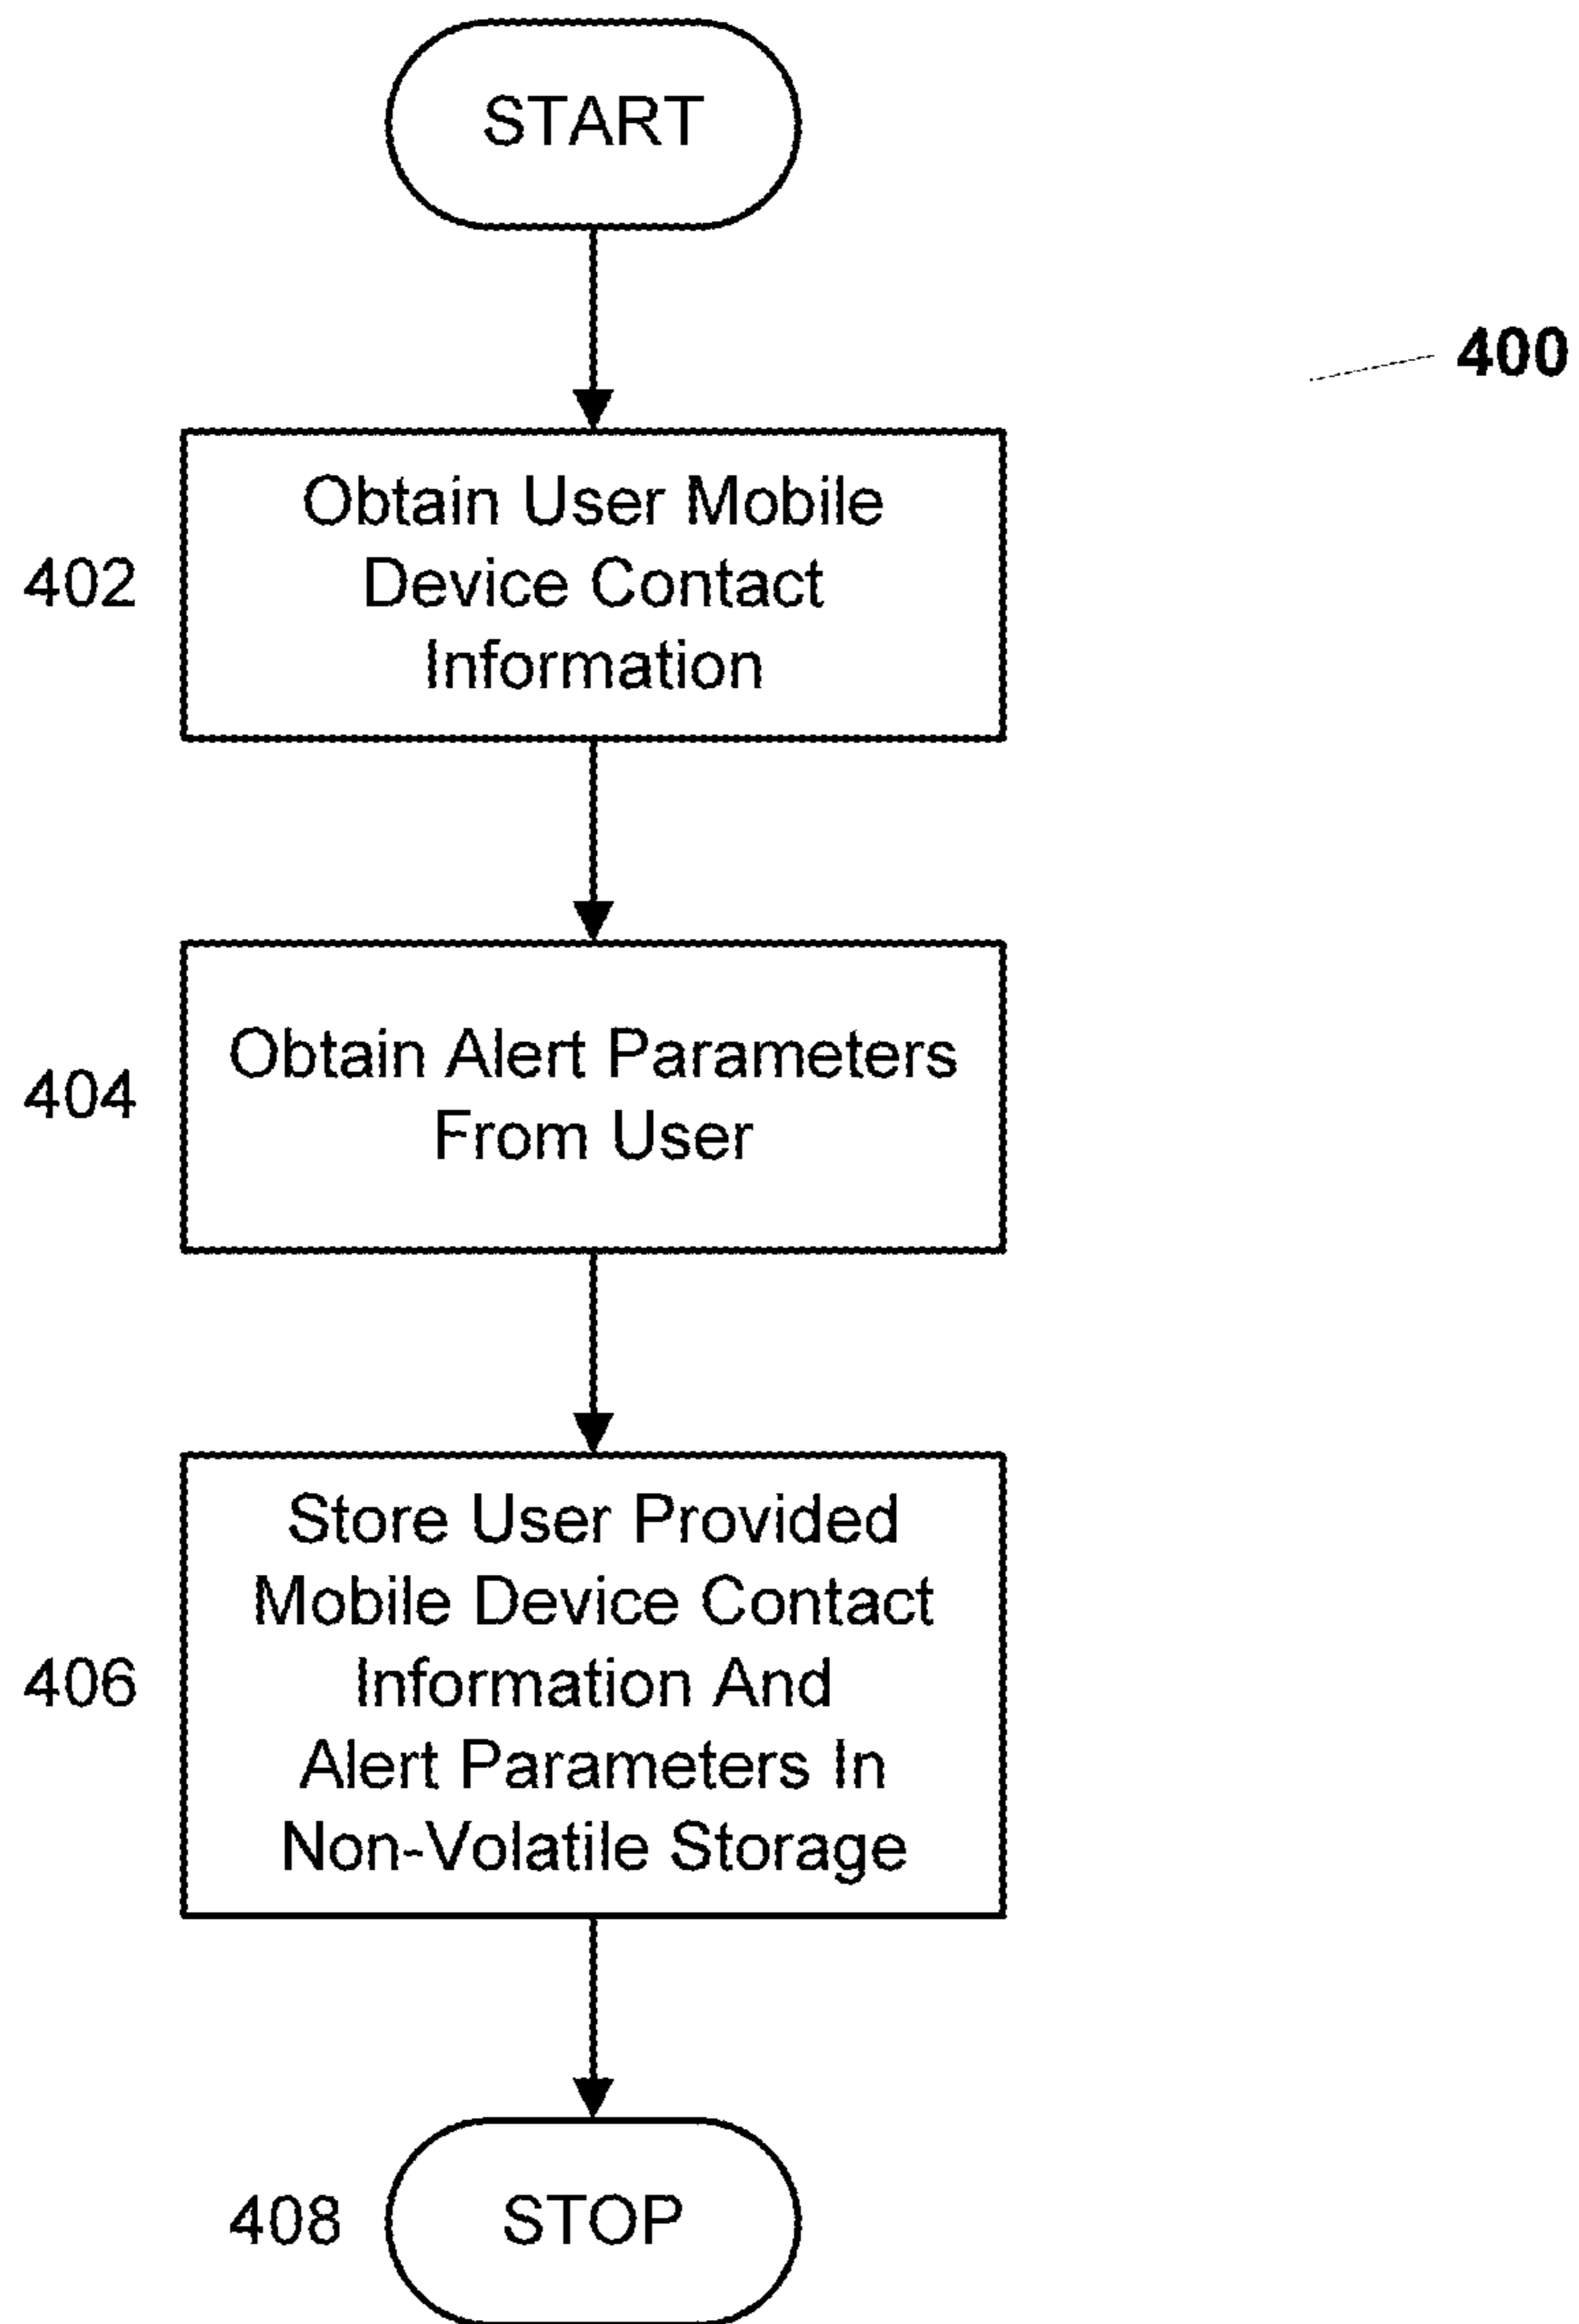 START
400
402
Obtain User Mobile
Device Contact
Information
404
Obtain Alert Parameters
From User
406
Store User Provided
Mobile Device Contact
Information And
Alert Parameters In
Non-Volatile Storage
408
STOP